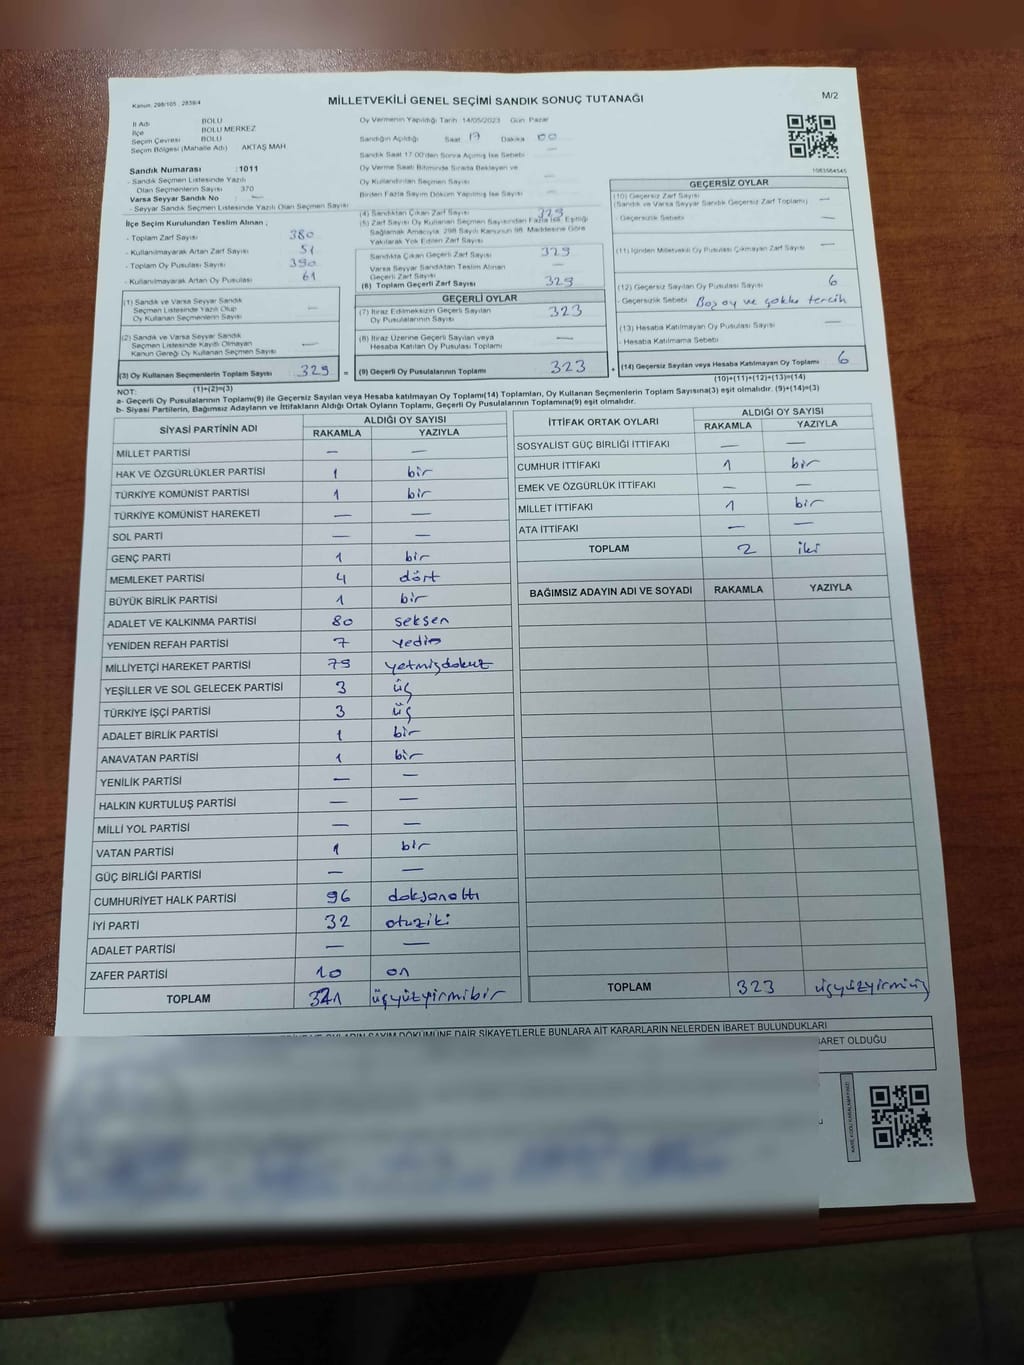 Kanun: 298/105 , 2839/4
MİLLETVEKİLİ GENEL SEÇİMİ SANDIK SONUÇ TUTANAĞI
M/2
İl Adı BOLU
İlçe BOLU MERKEZ
Seçim Çevresi BOLU
Seçim Bölgesi (Mahalle Adı) AKTAŞ MAH
Sandık Numarası :1011
- Sandık Seçmen Listesinde Yazılı
Olan Seçmenlerin Sayısı 370
Varsa Seyyar Sandık No : —
- Seyyar Sandık Seçmen Listesinde Yazılı Olan Seçmen Sayısı
İlçe Seçim Kurulundan Teslim Alınan ;
- Toplam Zarf Sayısı 380
- Kullanılmayarak Artan Zarf Sayısı 51
- Toplam Oy Pusulası Sayısı 390
- Kullanılmayarak Artan Oy Pusulası 61
(1) Sandık ve Varsa Seyyar Sandık
Seçmen Listesinde Yazılı Olup
Oy Kullanan Seçmen Sayısı —
(2) Sandık ve Varsa Seyyar Sandık
Seçmen Listesinde Kayıtlı Olmayan
Kanun Gereği Oy Kullanan Seçmen Sayısı —
(3) Oy Kullanan Seçmenlerin Toplam Sayısı 329 =
(1)+(2)=(3)
Oy Vermenin Yapıldığı Tarih: 14/05/2023 Gün: Pazar
Sandığın Açıldığı Saat 17 Dakika 00
Sandık Saat 17.00'den Sonra Açılmış İse Sebebi —
Oy Verme Saati Bitiminde Sırada Bekleyen ve
Oy Kullandırılan Seçmen Sayısı —
Birden Fazla Sayım Döküm Yapılmış İse Sayısı —
(4) Sandıktan Çıkan Zarf Sayısı 329
(5) Zarf Sayısı Oy Kullanan Seçmen Sayısından Fazla İse, Eşitliği
Sağlamak Amacıyla, 298 Sayılı Kanunun 98. Maddesine Göre
Yakılarak Yok Edilen Zarf Sayısı
Sandıkta Çıkan Geçerli Zarf Sayısı 329
Varsa Seyyar Sandıktan Teslim Alınan
Geçerli Zarf Sayısı —
(6) Toplam Geçerli Zarf Sayısı 329
GEÇERLİ OYLAR
(7) İtiraz Edilmeksizin Geçerli Sayılan
Oy Pusulalarının Sayısı 323
(8) İtiraz Üzerine Geçerli Sayılan veya
Hesaba Katılan Oy Pusulası Toplamı —
(9) Geçerli Oy Pusulalarının Toplamı 323 +
1083564545
GEÇERSİZ OYLAR
(10) Geçersiz Zarf Sayısı
(Sandık ve Varsa Seyyar Sandık Geçersiz Zarf Toplamı) —
- Geçersizlik Sebebi —
(11) İçinden Milletvekili Oy Pusulası Çıkmayan Zarf Sayısı —
(12) Geçersiz Sayılan Oy Pusulası Sayısı 6
- Geçersizlik Sebebi Boş oy ve çoklu tercih
(13) Hesaba Katılmayan Oy Pusulası Sayısı —
- Hesaba Katılmama Sebebi
(14) Geçersiz Sayılan veya Hesaba Katılmayan Oy Toplamı 6
(10)+(11)+(12)+(13)=(14)
NOT:
a- Geçerli Oy Pusulalarının Toplamı(9) ile Geçersiz Sayılan veya Hesaba katılmayan Oy Toplamı(14) Toplamları, Oy Kullanan Seçmenlerin Toplam Sayısına(3) eşit olmalıdır. (9)+(14)=(3)
b- Siyasi Partilerin, Bağımsız Adayların ve İttifakların Aldığı Ortak Oyların Toplamı, Geçerli Oy Pusulalarının Toplamına(9) eşit olmalıdır.
SİYASİ PARTİNİN ADI ALDIĞI OY SAYISI
RAKAMLA YAZIYLA
MİLLET PARTİSİ — —
HAK VE ÖZGÜRLÜKLER PARTİSİ 1 bir
TÜRKİYE KOMÜNİST PARTİSİ 1 bir
TÜRKİYE KOMÜNİST HAREKETİ — —
SOL PARTİ — —
GENÇ PARTİ 1 bir
MEMLEKET PARTİSİ 4 dört
BÜYÜK BİRLİK PARTİSİ 1 bir
ADALET VE KALKINMA PARTİSİ 80 seksen
YENİDEN REFAH PARTİSİ 7 yedi
MİLLİYETÇİ HAREKET PARTİSİ 79 yetmişdokuz
YEŞİLLER VE SOL GELECEK PARTİSİ 3 üç
TÜRKİYE İŞÇİ PARTİSİ 3 üç
ADALET BİRLİK PARTİSİ 1 bir
ANAVATAN PARTİSİ 1 bir
YENİLİK PARTİSİ — —
HALKIN KURTULUŞ PARTİSİ — —
MİLLİ YOL PARTİSİ — —
VATAN PARTİSİ 1 bir
GÜÇ BİRLİĞİ PARTİSİ — —
CUMHURİYET HALK PARTİSİ 96 doksanaltı
İYİ PARTİ 32 otuziki
ADALET PARTİSİ — —
ZAFER PARTİSİ 10 on
TOPLAM 321 üçyüzyirmibir
İTTİFAK ORTAK OYLARI ALDIĞI OY SAYISI
RAKAMLA YAZIYLA
SOSYALİST GÜÇ BİRLİĞİ İTTİFAKI — —
CUMHUR İTTİFAKI 1 bir
EMEK VE ÖZGÜRLÜK İTTİFAKI — —
MİLLET İTTİFAKI 1 bir
ATA İTTİFAKI — —
TOPLAM 2 iki
BAĞIMSIZ ADAYIN ADI VE SOYADI RAKAMLA YAZIYLA
TOPLAM 323 üçyüzyirmiüç
OYLARIN SAYIM DÖKÜMÜNE DAİR ŞİKAYETLERLE BUNLARA AİT KARARLARIN NELERDEN İBARET BULUNDUKLARI
BARET OLDUĞU
KARE KODU KARALAMAYINIZ!